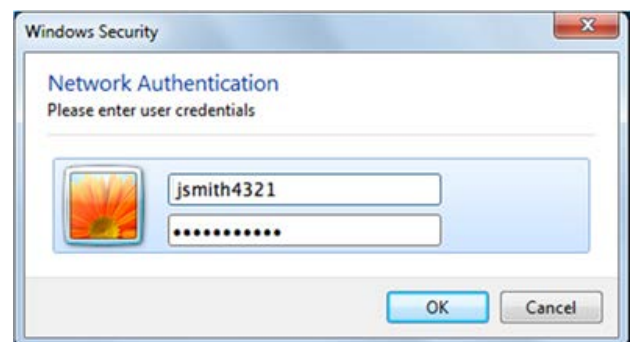 Windows Security
Network Authentication
Please enter user credentials
jsmith4321
•••••••••••
OK Cancel